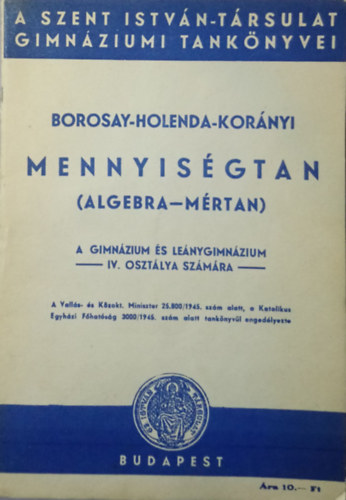 A SZENT ISTVÁN-TÁRSULAT
GIMNÁZIUMI TANKÖNYVEI
BOROSAY-HOLENDA-KORÁNYI
MENNYISÉGTAN
(ALGEBRA—MÉRTAN)
A GIMNÁZIUM ÉS LEÁNYGIMNÁZIUM
IV. OSZTÁLYA SZÁMÁRA
A Vallás- és Közokt. Miniszter 25.800/1945. szám alatt, a Katolikus
Egyházi Főhatóság 3000/1945. szám alatt tankönyvül engedélyezte
BUDAPEST
Ára 10.— Ft